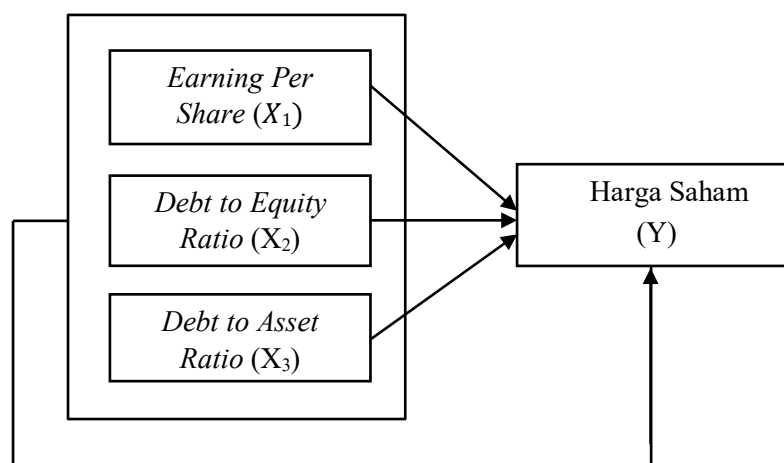 Earning Per
Share (X₁)
Debt to Equity
Ratio (X₂)
Debt to Asset
Ratio (X₃)
Harga Saham
(Y)